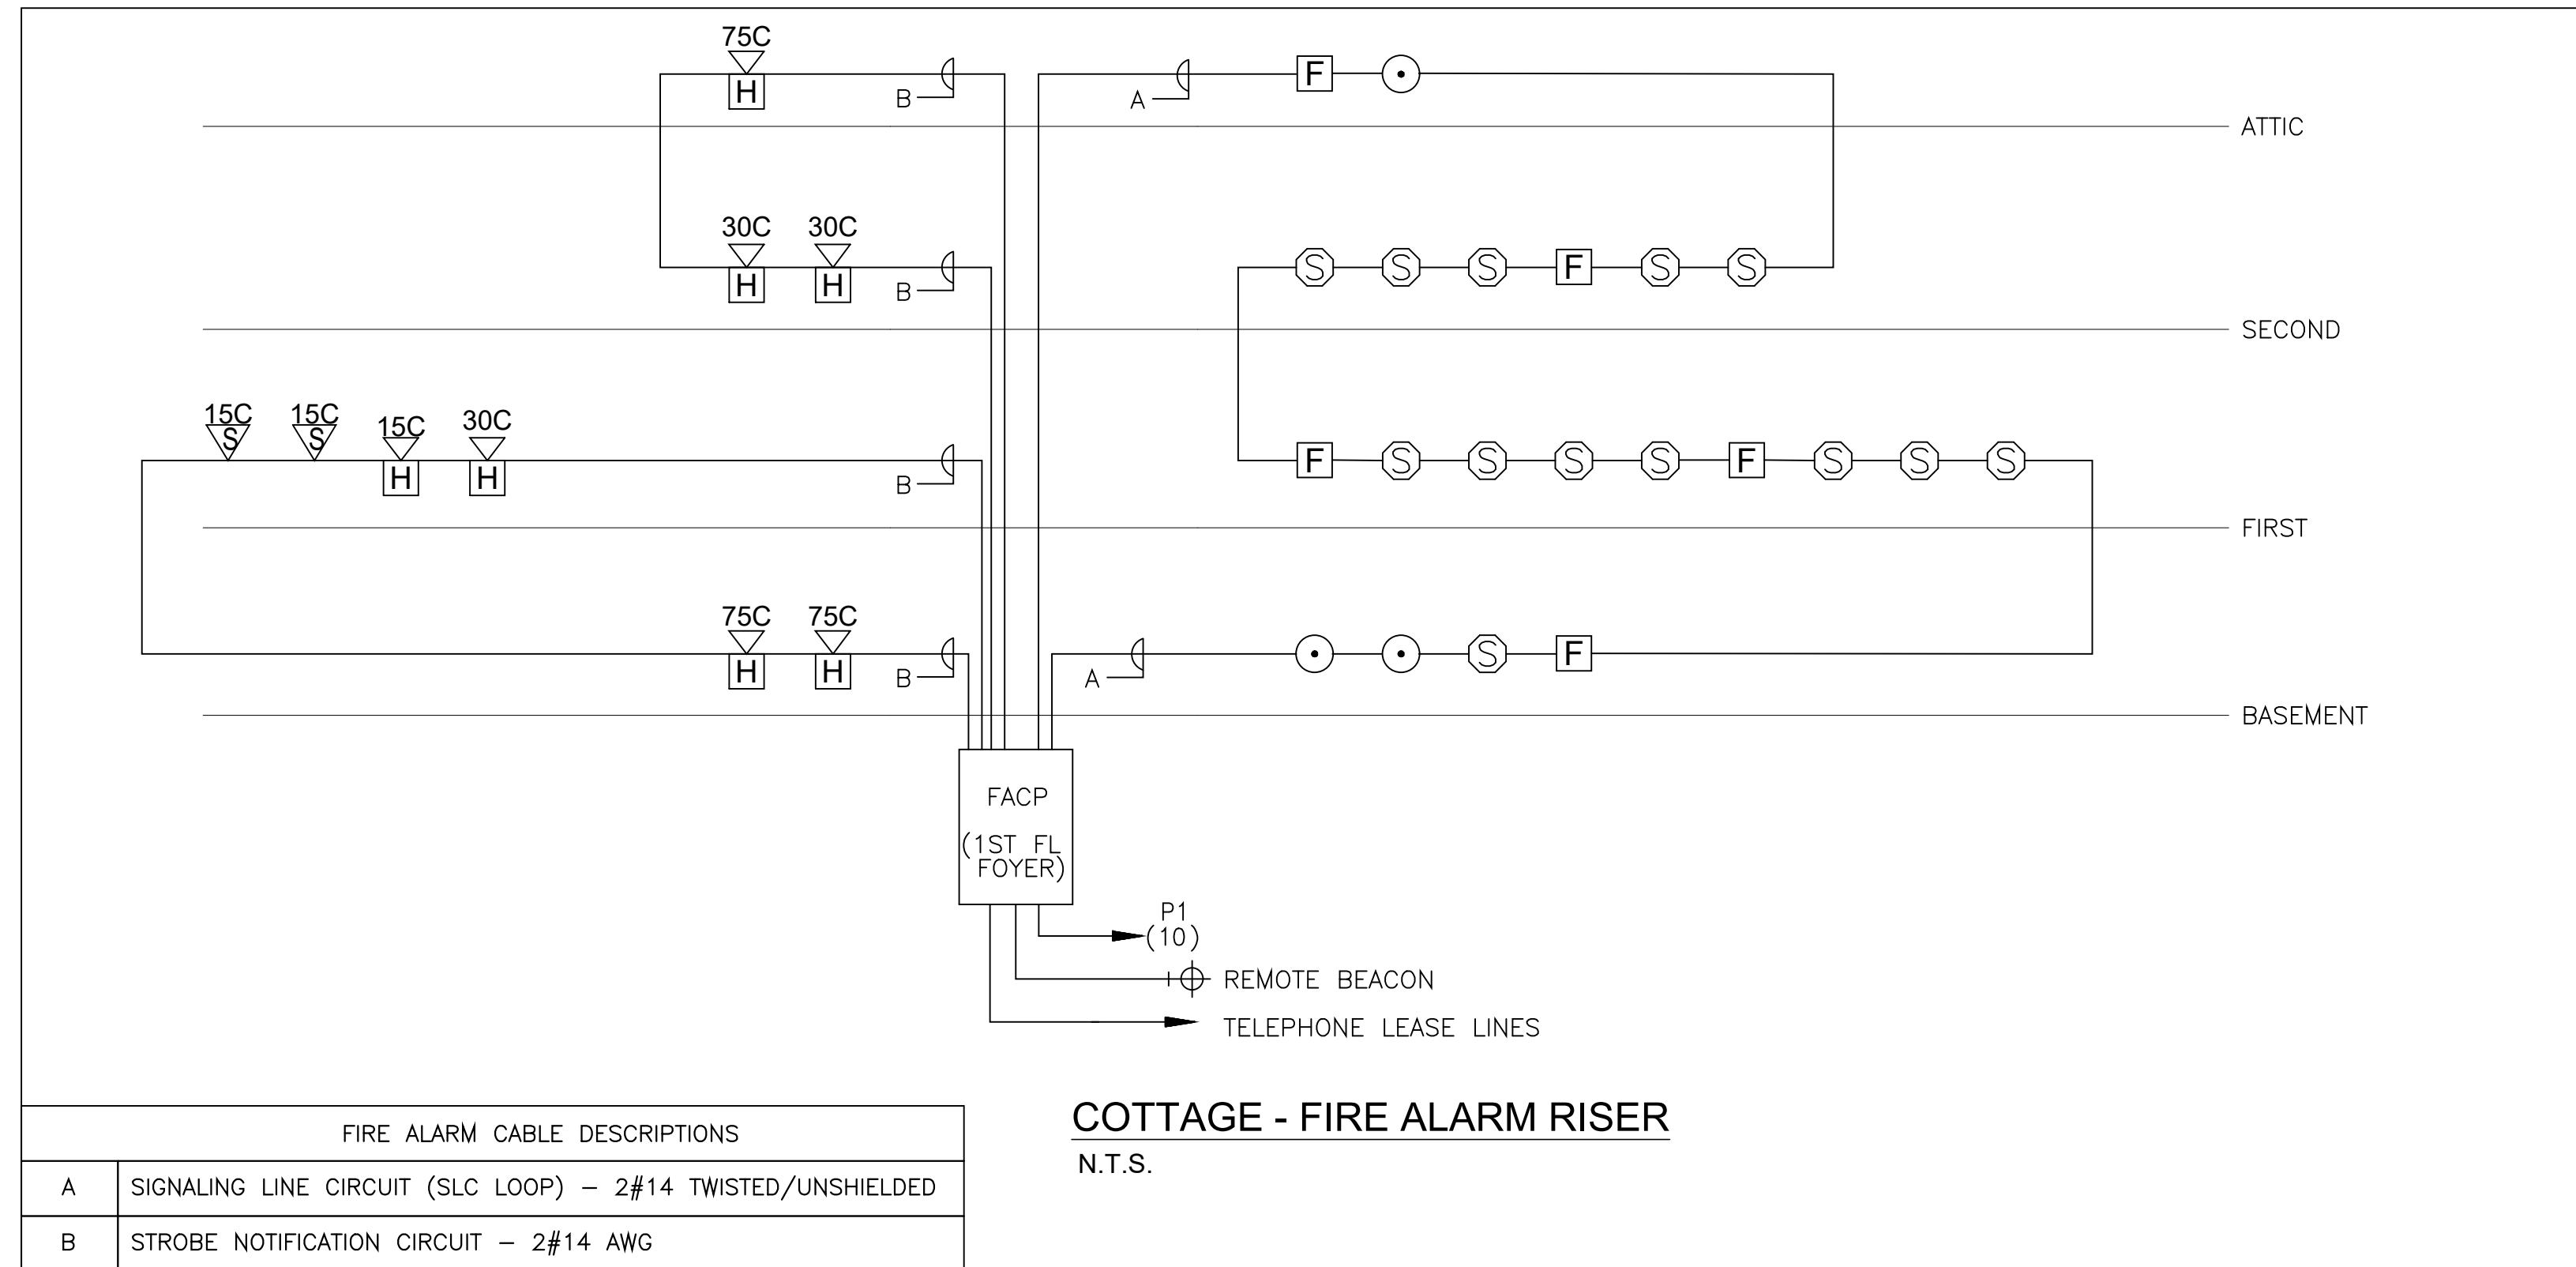 75C
H
B
A
F
ATTIC
30C 30C
H H
B
S S S F S S
SECOND
15C 15C 15C 30C
S S H H
B
F S S S S F S S S
FIRST
75C 75C
H H
B
A
S F
BASEMENT
FACP
(1ST FL
FOYER)
P1
(10)
REMOTE BEACON
TELEPHONE LEASE LINES
COTTAGE - FIRE ALARM RISER
N.T.S.
FIRE ALARM CABLE DESCRIPTIONS
A SIGNALING LINE CIRCUIT (SLC LOOP) – 2#14 TWISTED/UNSHIELDED
B STROBE NOTIFICATION CIRCUIT – 2#14 AWG